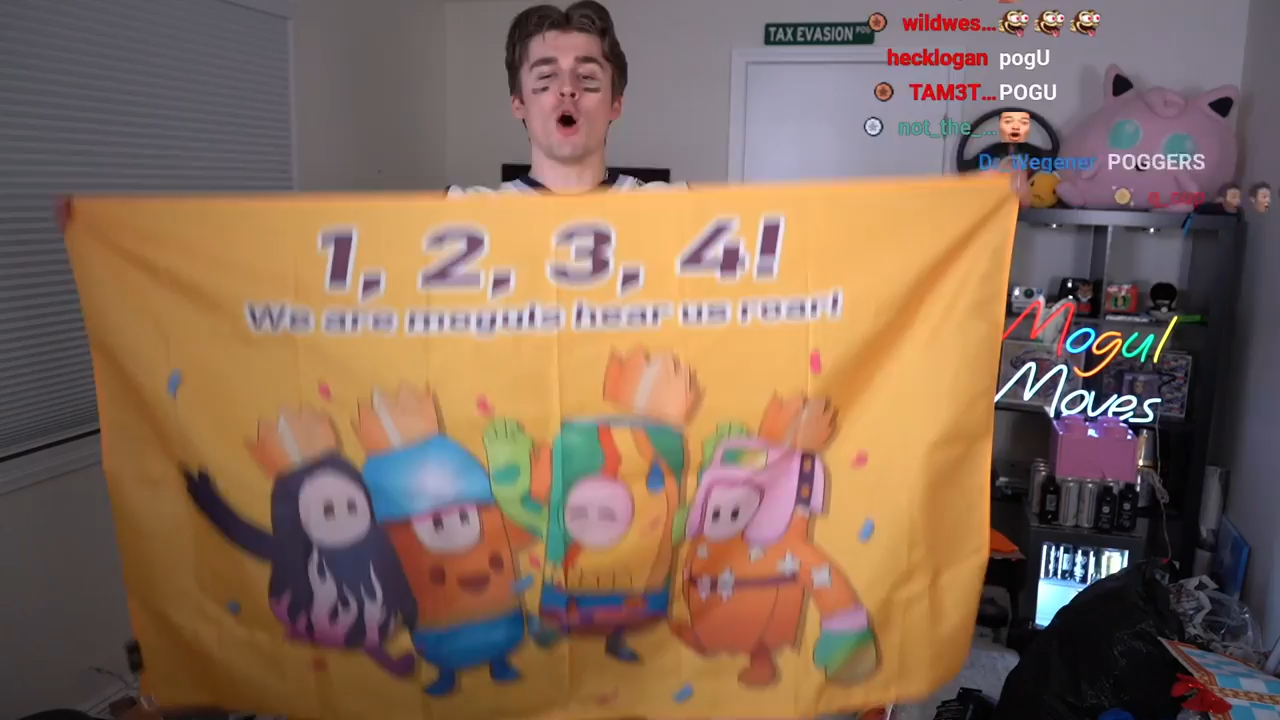 TAX EVASION
wildwes...
hecklogan pogU
TAM3T... POGU
not_the_...
Dr_Wegener POGGERS
1, 2, 3, 4!
We are moguls hear us roar!
Mogul
Moves